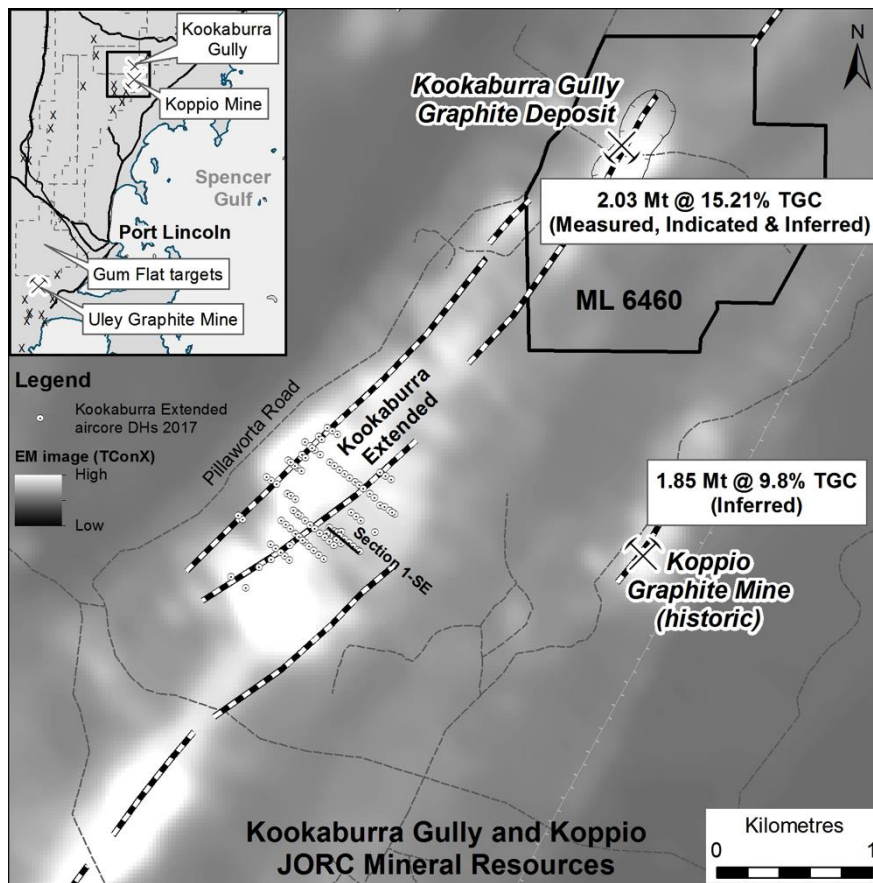 Kookaburra
Gully
Koppio Mine
Spencer
Gulf
Port Lincoln
Gum Flat targets
Uley Graphite Mine
N
Kookaburra Gully
Graphite Deposit
2.03 Mt @ 15.21% TGC
(Measured, Indicated & Inferred)
ML 6460
Legend
Kookaburra Extended
aircore DHs 2017
EM image (TConX)
High
Low
Pillaworta Road
Kookaburra
Extended
Section 1-SE
1.85 Mt @ 9.8% TGC
(Inferred)
Koppio
Graphite Mine
(historic)
Kookaburra Gully and Koppio
JORC Mineral Resources
Kilometres
0 1